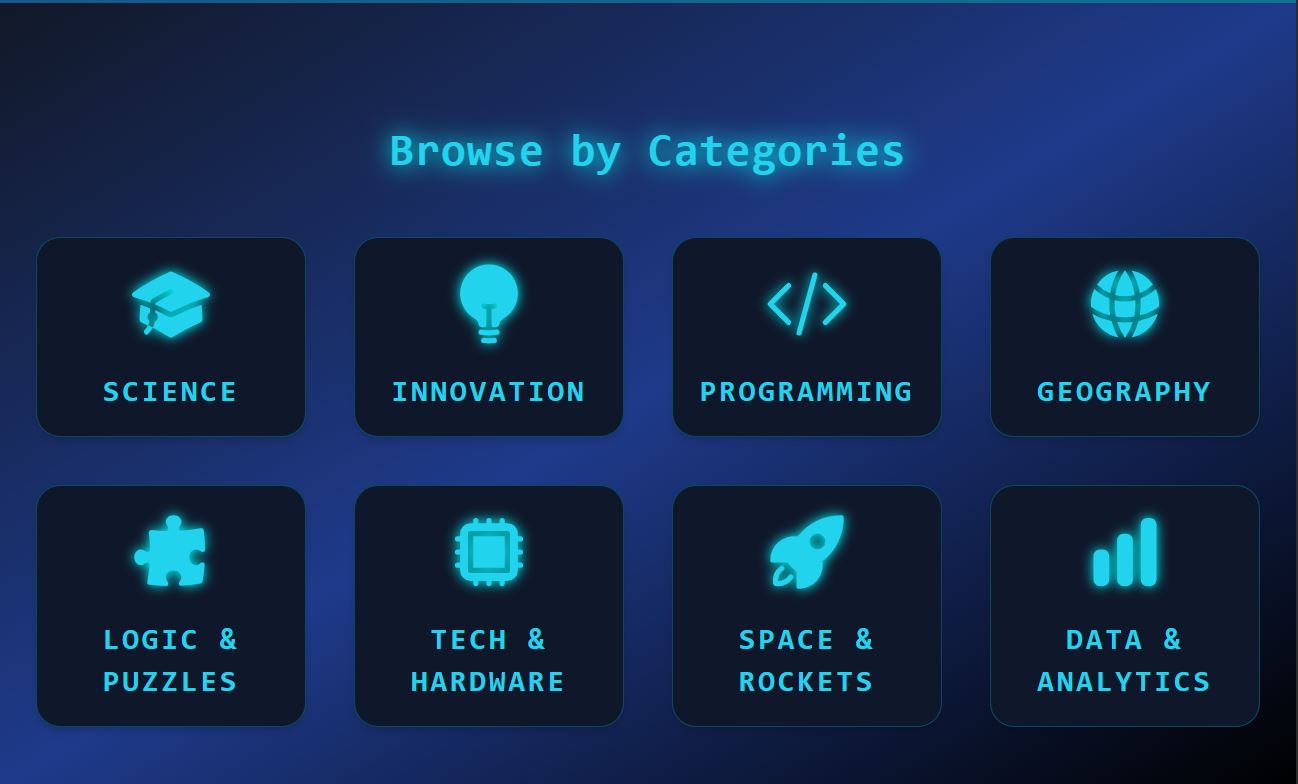 Browse by Categories
SCIENCE
INNOVATION
PROGRAMMING
GEOGRAPHY
LOGIC &
PUZZLES
TECH &
HARDWARE
SPACE &
ROCKETS
DATA &
ANALYTICS